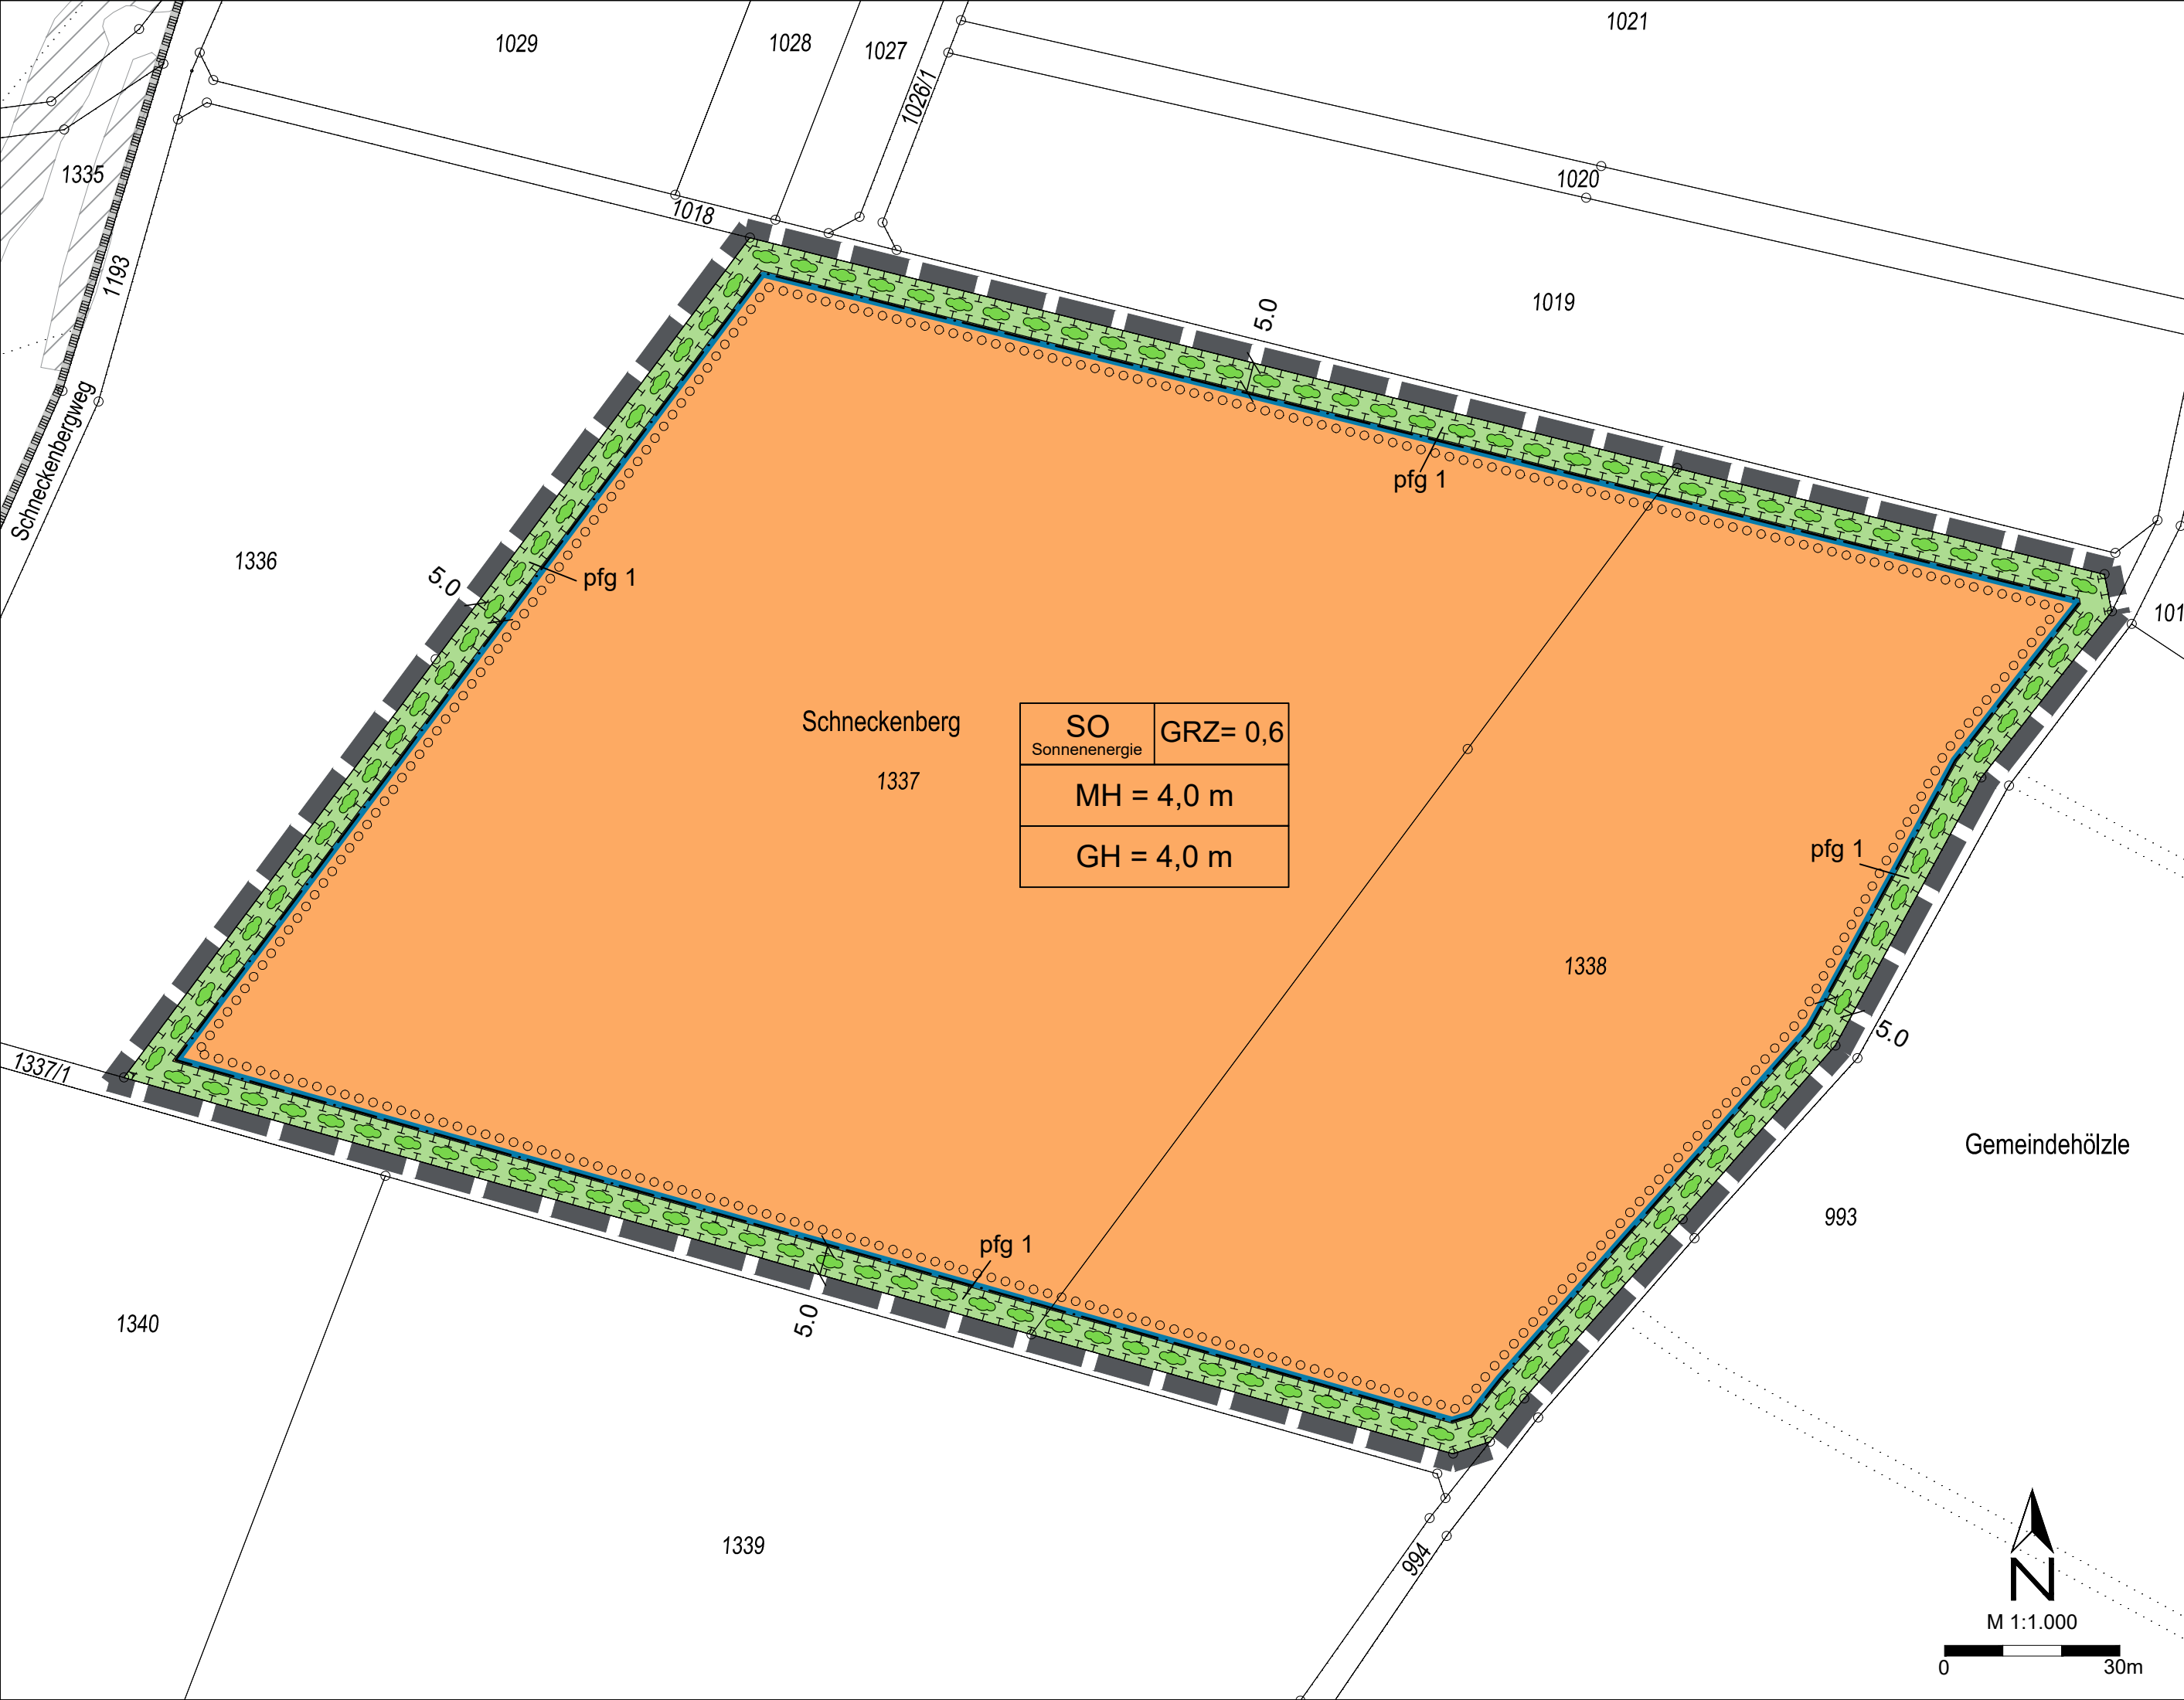 1021
1029
1028
1027
1026/1
1335
1020
1018
1193
1019
5.0
Schneckenbergweg
pfg 1
1336
5.0
pfg 1
101
Schneckenberg
1337
SO
Sonnenenergie
GRZ= 0,6
MH = 4,0 m
GH = 4,0 m
pfg 1
1338
5.0
1337/1
Gemeindehölzle
993
pfg 1
5.0
1340
1339
994
N
M 1:1.000
0
30m